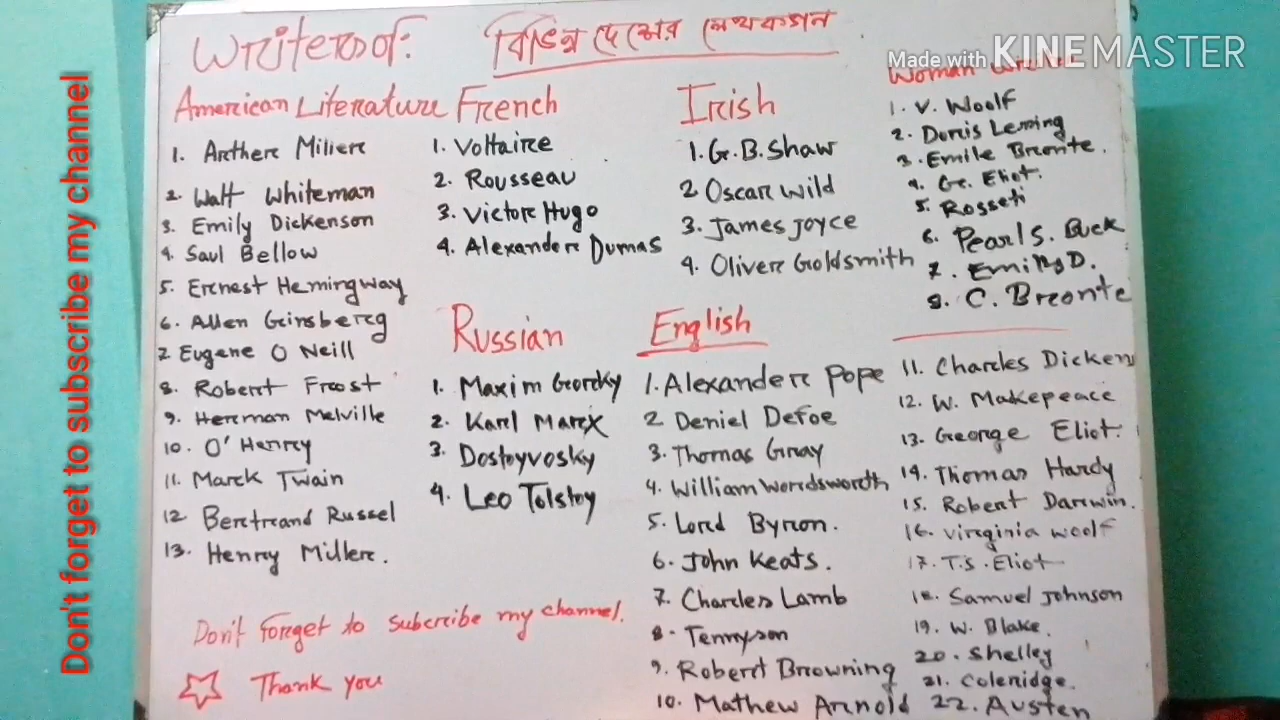 Writers of:
বিভিন্ন দেশের লেখকগন
Made with KINEMASTER
Don't forget to subscribe my channel
American Literature
1. Arther Miller
2. Walt Whiteman
3. Emily Dickenson
4. Saul Bellow
5. Ernest Hemingway
6. Allen Geinsberg
7. Eugene O Neill
8. Robert Frost
9. Herman Melville
10. O' Henry
11. Mark Twain
12 Bertrand Russel
13. Henry Miller.
French
1. Voltaire
2. Rousseau
3. Victor Hugo
4. Alexander Dumas
Irish
1. G. B. Shaw
2 Oscar Wild
3. James Joyce
4. Oliver Goldsmith
Woman
1. V. Woolf
2. Doris Lessing
3. Emile Bronte.
4. Ge. Eliot.
5. Rosseti
6. Pearl S. Buck
7. Emilly D.
8. C. Bronte
Russian
1. Maxim Gorky
2. Karl Marx
3. Dostoyvosky
4. Leo Tolstoy
English
1. Alexander Pope
2 Deniel Defoe
3. Thomas Gray
4. William Wordsworth
5. Lord Byron.
6. John Keats.
7. Charles Lamb
8. Tennyson
9. Robert Browning
10. Mathew Arnold
11. Charles Dicken
12. W. Makepeace
13. George Eliot.
14. Thomas Hardy
15. Robert Darwin.
16. virginia woolf
17. T.S. Eliot
18. Samuel Johnson
19. W. Blake.
20. Shelley
21. Coleridge.
22. Austen
Don't forget to subcribe my channel.
Thank you